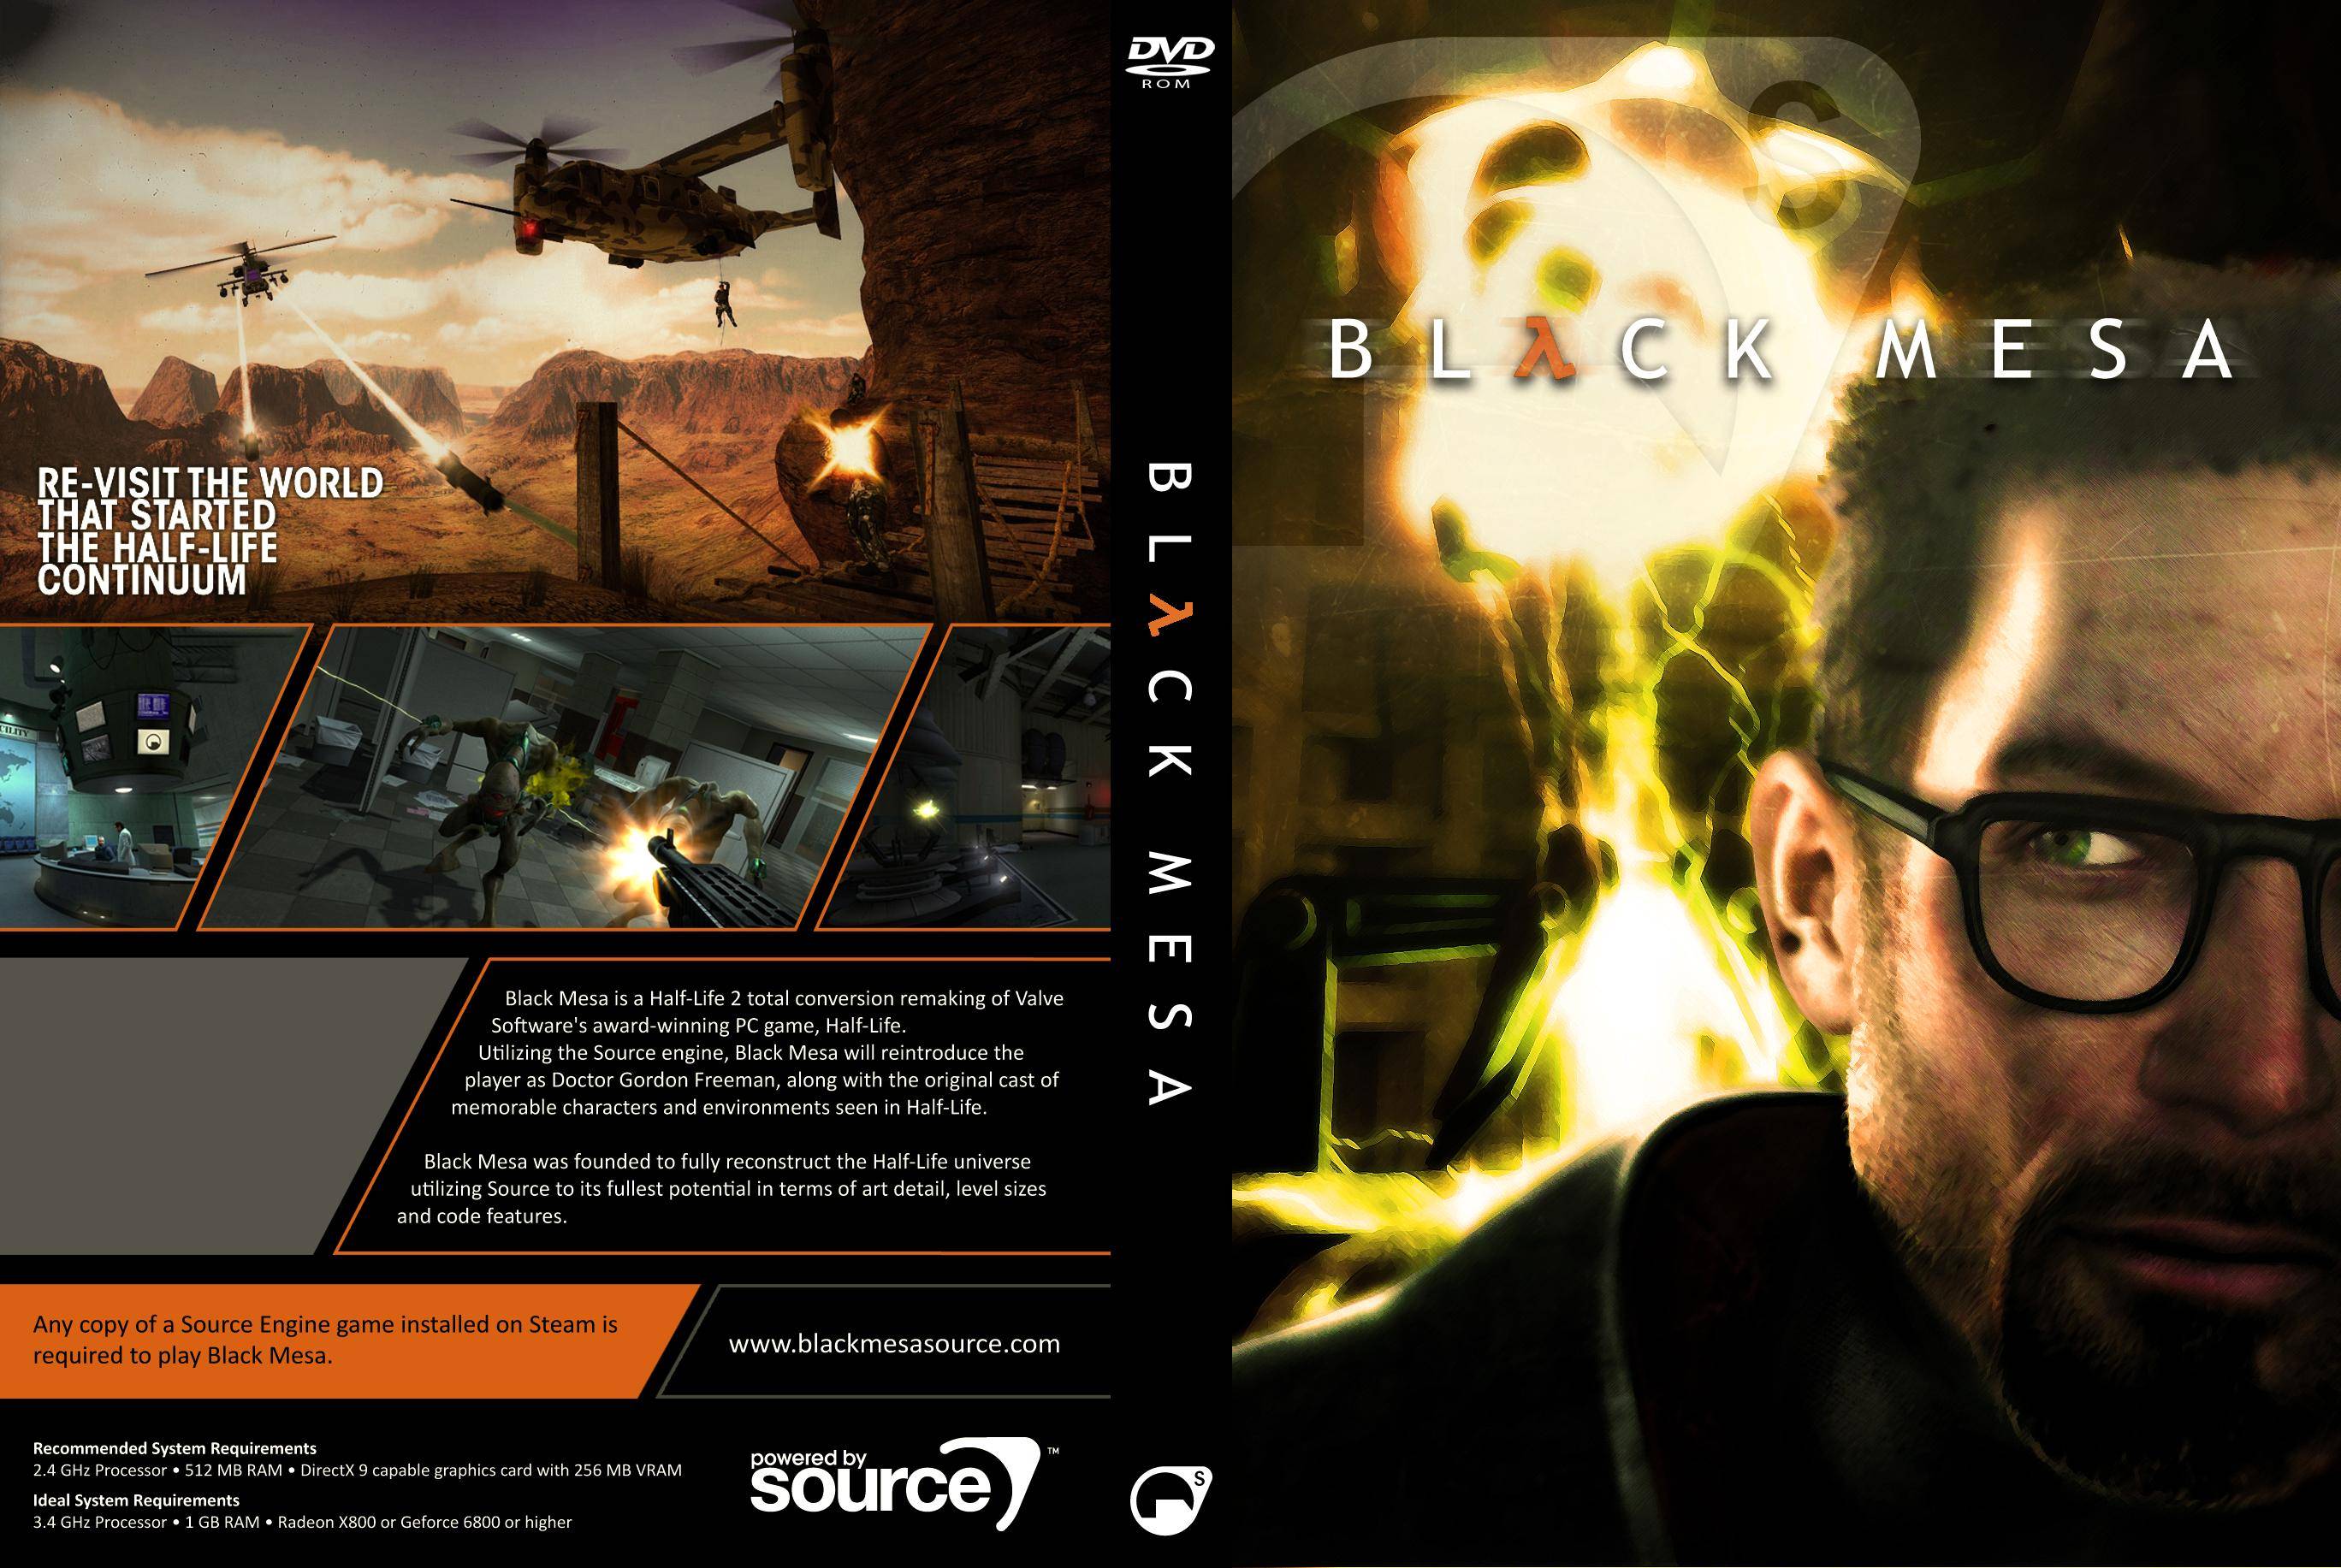 RE-VISIT THE WORLD
THAT STARTED
THE HALF-LIFE
CONTINUUM
CILITY
Black Mesa is a Half-Life 2 total conversion remaking of Valve
Software's award-winning PC game, Half-Life.
Utilizing the Source engine, Black Mesa will reintroduce the
player as Doctor Gordon Freeman, along with the original cast of
memorable characters and environments seen in Half-Life.
Black Mesa was founded to fully reconstruct the Half-Life universe
utilizing Source to its fullest potential in terms of art detail, level sizes
and code features.
Any copy of a Source Engine game installed on Steam is
required to play Black Mesa.
www.blackmesasource.com
Recommended System Requirements
2.4 GHz Processor • 512 MB RAM • DirectX 9 capable graphics card with 256 MB VRAM
Ideal System Requirements
3.4 GHz Processor • 1 GB RAM • Radeon X800 or Geforce 6800 or higher
powered by
source™
DVD
ROM
BLλCK MESA
S
S
BLλCK MESA